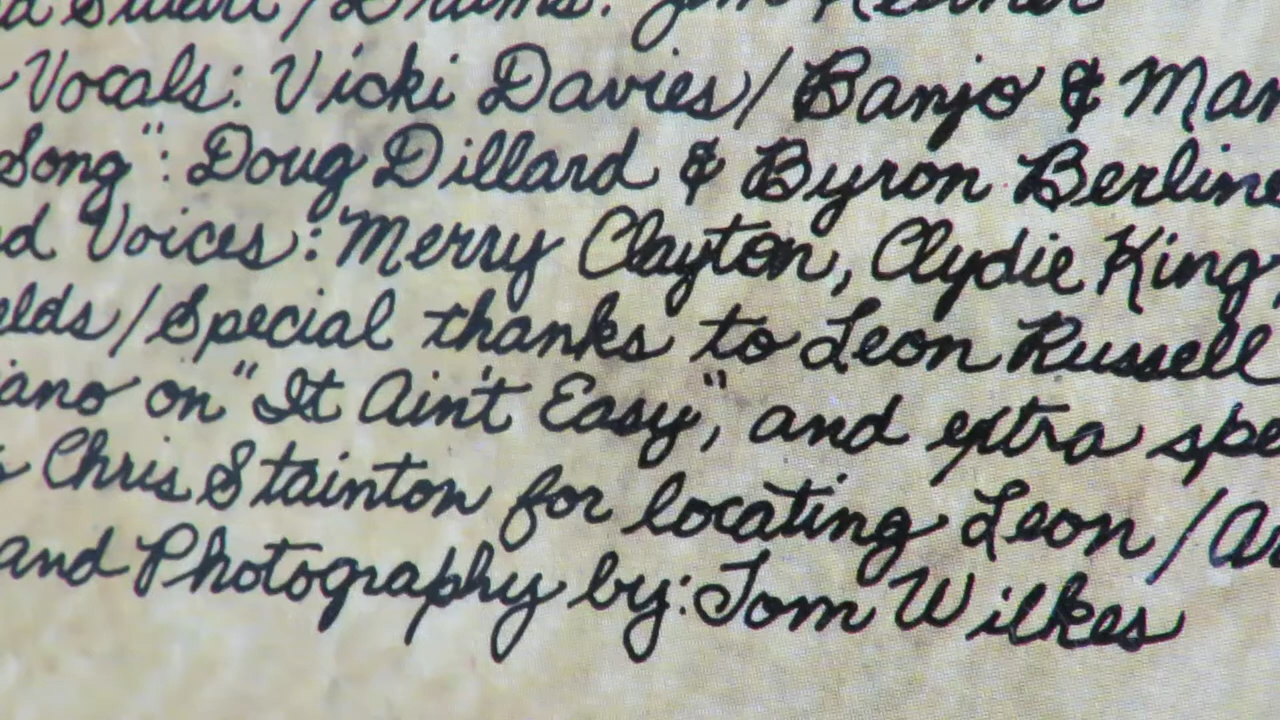 Vocals: Vicki Davies/Banjo & Man
Song": Doug Dillard & Byron Berline
d Voices: Merry Clayton, Clydie King,
elds/Special thanks to Leon Russell
iano on "It Ain't Easy", and extra spe
s Chris Stainton for locating Leon/Ar
and Photography by: Tom Wilkes